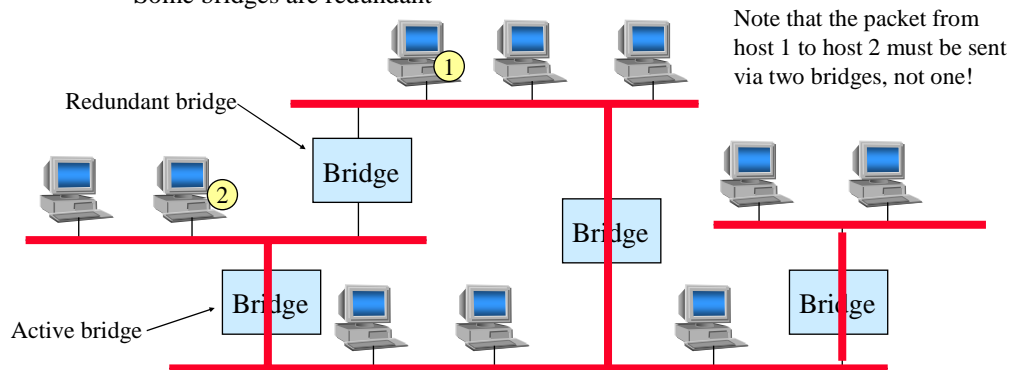 Some bridges are redundant
Note that the packet from
host 1 to host 2 must be sent
via two bridges, not one!
1
Redundant bridge
Bridge
2
Bridge
Bridge
Bridge
Active bridge